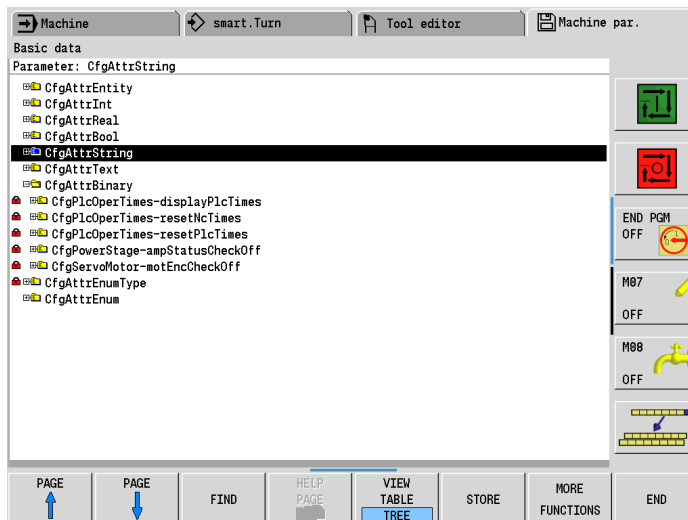 Machine
smart.Turn
Tool editor
Machine par.
Basic data
Parameter: CfgAttrString
CfgAttrEntity
CfgAttrInt
CfgAttrReal
CfgAttrBool
CfgAttrString
CfgAttrText
CfgAttrBinary
CfgPlcOperTimes-displayPlcTimes
CfgPlcOperTimes-resetNcTimes
CfgPlcOperTimes-resetPlcTimes
CfgPowerStage-ampStatusCheckOff
CfgServoMotor-motEncCheckOff
CfgAttrEnumType
CfgAttrEnum
END PGM
OFF
M07
OFF
M08
OFF
PAGE
PAGE
FIND
HELP
PAGE
VIEW
TABLE
TREE
STORE
MORE
FUNCTIONS
END